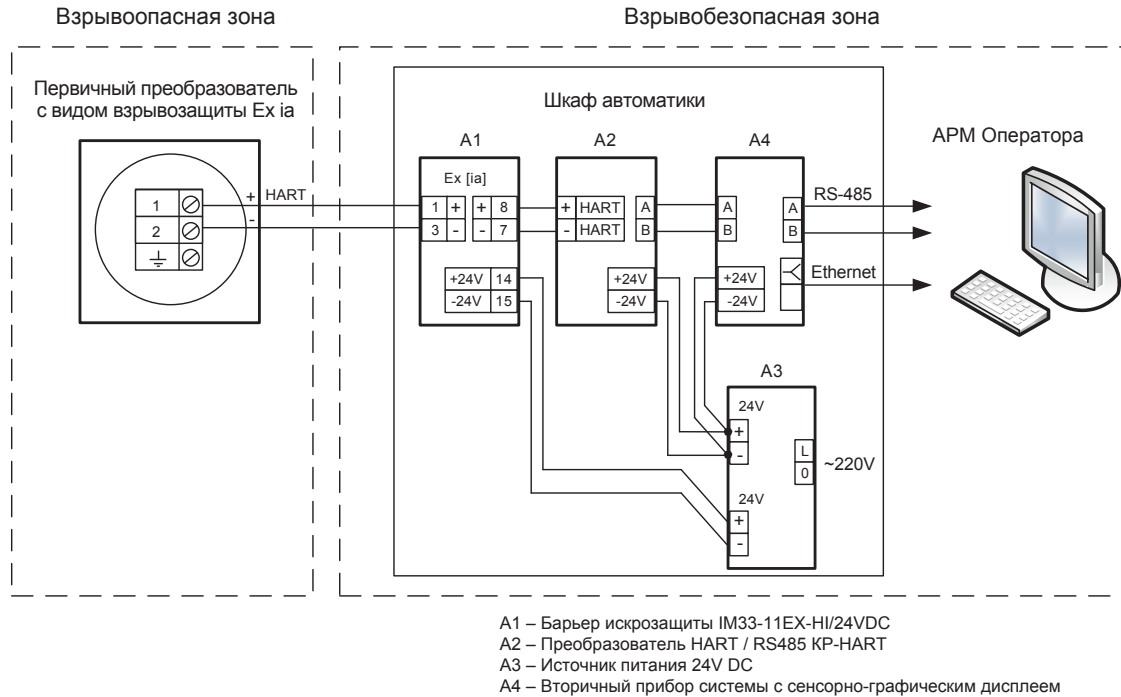 Взрывоопасная зона
Взрывобезопасная зона
Первичный преобразователь
с видом взрывозащиты Ex ia
Шкаф автоматики
АРМ Оператора
A1
A2
A4
Ex [ia]
1 + + 8
3 - - 7
+24V 14
-24V 15
+ HART A
- HART B
+24V
-24V
A A
B B
+24V
-24V
1
2
+ HART
-
RS-485
Ethernet
A3
24V
+
-
L
0
~220V
24V
+
-
A1 – Барьер искрозащиты IM33-11EX-HI/24VDC
A2 – Преобразователь HART / RS485 КР-HART
A3 – Источник питания 24V DC
A4 – Вторичный прибор системы с сенсорно-графическим дисплеем